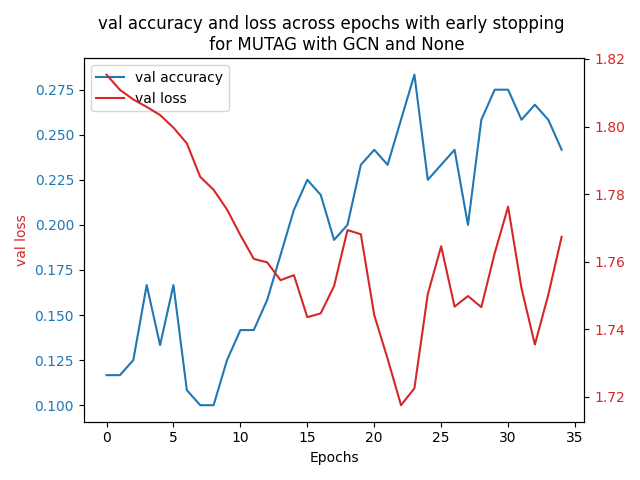 val accuracy and loss across epochs with early stopping
for MUTAG with GCN and None
val accuracy
val loss
0.275
0.250
0.225
0.200
0.175
0.150
0.125
0.100
val loss
1.82
1.80
1.78
1.76
1.74
1.72
0 5 10 15 20 25 30 35
Epochs